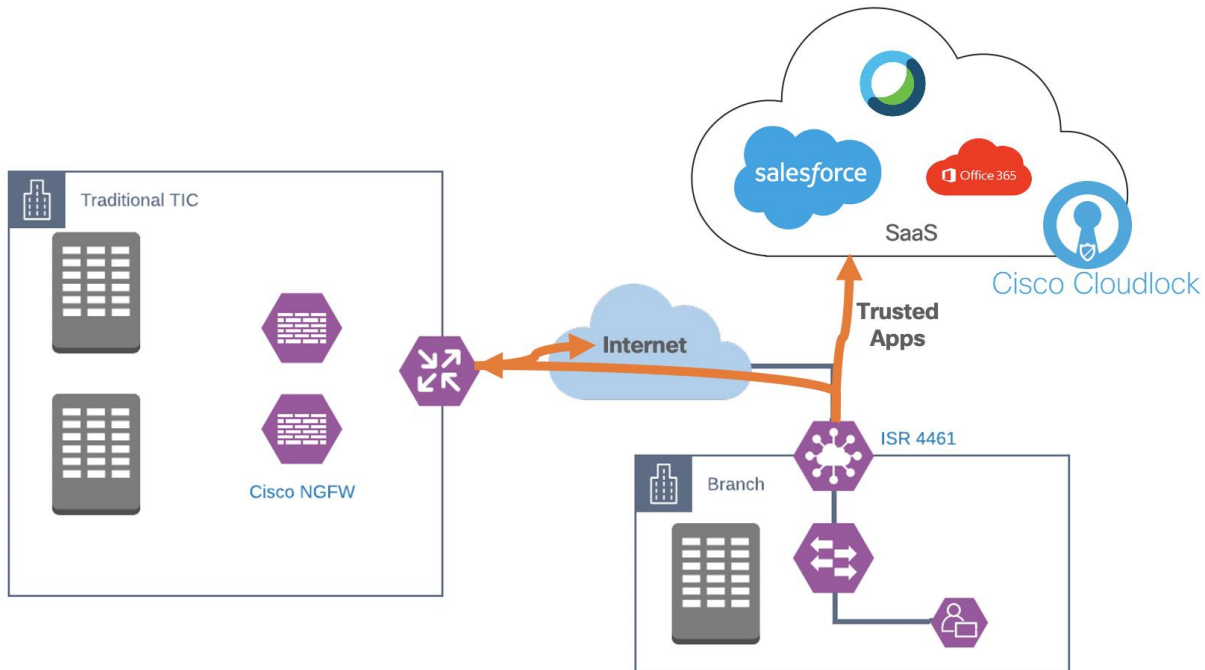 salesforce
Office 365
SaaS
Cisco Cloudlock
Traditional TIC
Trusted
Apps
Internet
ISR 4461
Cisco NGFW
Branch